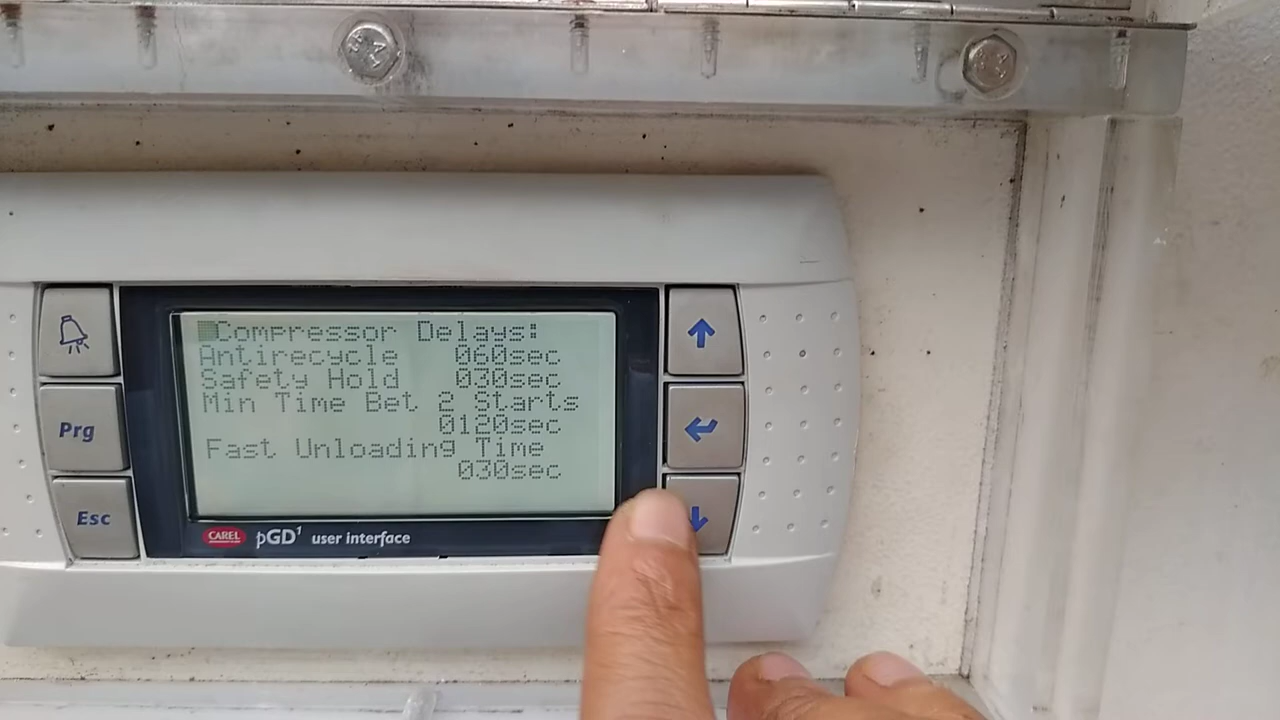 Compressor Delays:
Antirecycle 060sec
Safety Hold 030sec
Min Time Bet 2 Starts
0120sec
Fast Unloading Time
030sec
Prg
Esc
CAREL pGD1 user interface